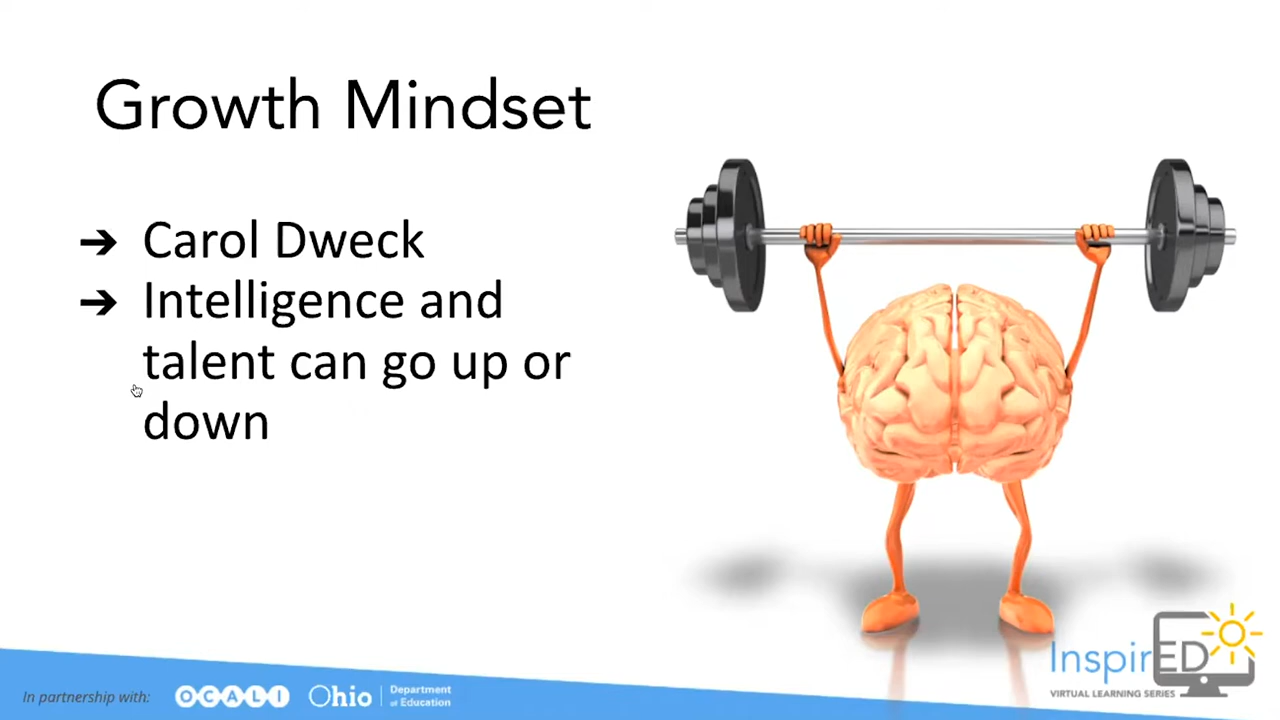 Growth Mindset
➔ Carol Dweck
➔ Intelligence and
talent can go up or
down
InspirED
VIRTUAL LEARNING SERIES
In partnership with:
OCALI
Ohio
Department
of Education